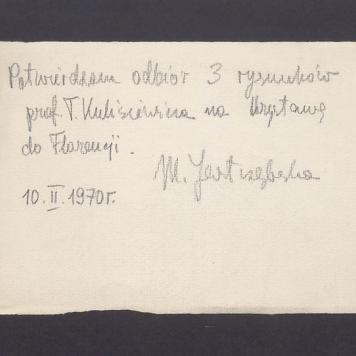 Potwierdzam odbiór 3 rysunków
prof. T. Kulisiewicza na Wystawę
do Florencji.
M. Jastrzębska
10.II.1970r.